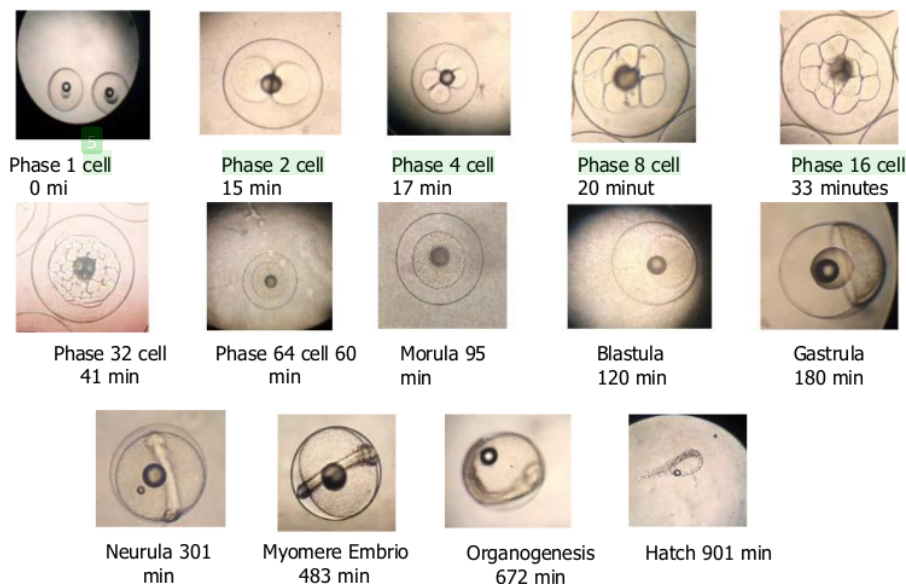 5
Phase 1 cell
0 mi
Phase 2 cell
15 min
Phase 4 cell
17 min
Phase 8 cell
20 minut
Phase 16 cell
33 minutes
Phase 32 cell
41 min
Phase 64 cell 60
min
Morula 95
min
Blastula
120 min
Gastrula
180 min
Neurula 301
min
Myomere Embrio
483 min
Organogenesis
672 min
Hatch 901 min